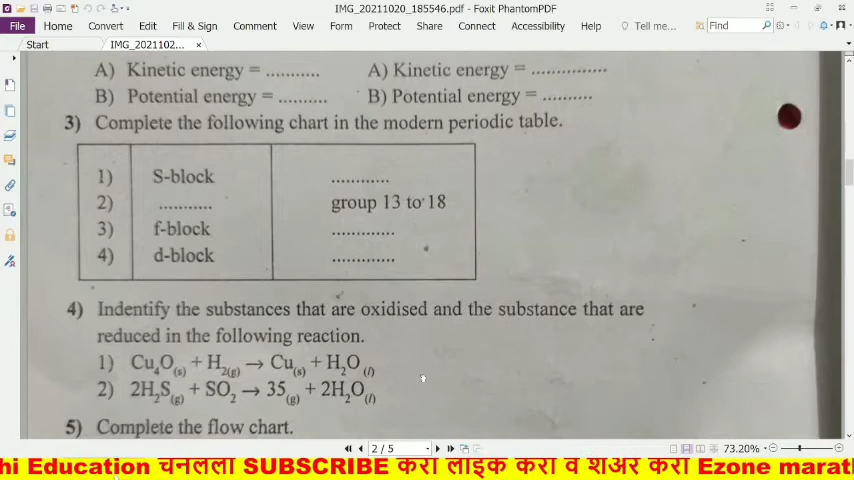 IMG_20211020_185546.pdf - Foxit PhantomPDF
File Home Convert Edit Fill & Sign Comment View Form Protect Share Connect Accessibility Help Tell me... Find
Start IMG_2021102... ×
A) Kinetic energy = ........... A) Kinetic energy = ...............
B) Potential energy = .......... B) Potential energy = ..........
3) Complete the following chart in the modern periodic table.
1) S-block ............
2) ........... group 13 to 18
3) f-block .............
4) d-block .............
4) Indentify the substances that are oxidised and the substance that are
reduced in the following reaction.
1) Cu4O(s) + H2(g) → Cu(s) + H2O (l)
2) 2H2S(g) + SO2 → 35(g) + 2H2O(l)
5) Complete the flow chart.
2 / 5 73.20%
hi Education चनलला SUBSCRIBE करा लाइक करा व शेअर करा Ezone marat